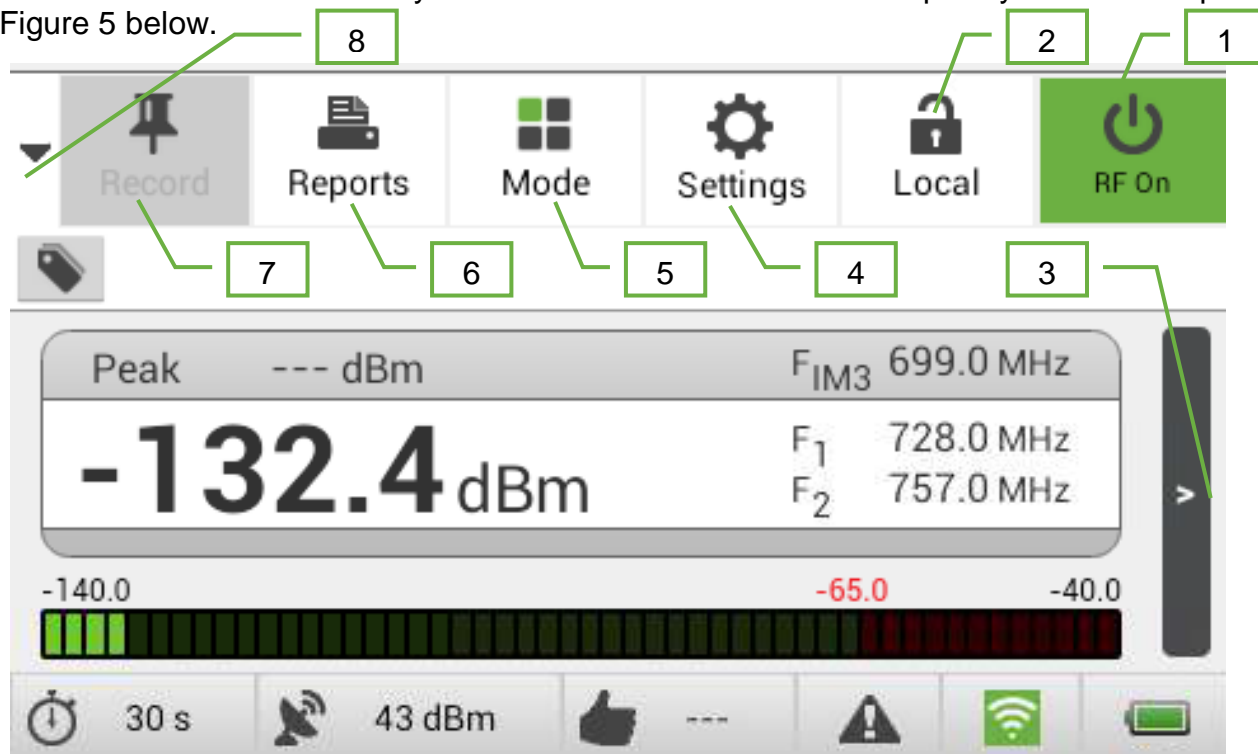 Figure 5 below.
8
2
1
Record
Reports
Mode
Settings
Local
RF On
7
6
5
4
3
Peak --- dBm
FIM3 699.0 MHz
-132.4 dBm
F1 728.0 MHz
F2 757.0 MHz
>
-140.0
-65.0
-40.0
30 s
43 dBm
---